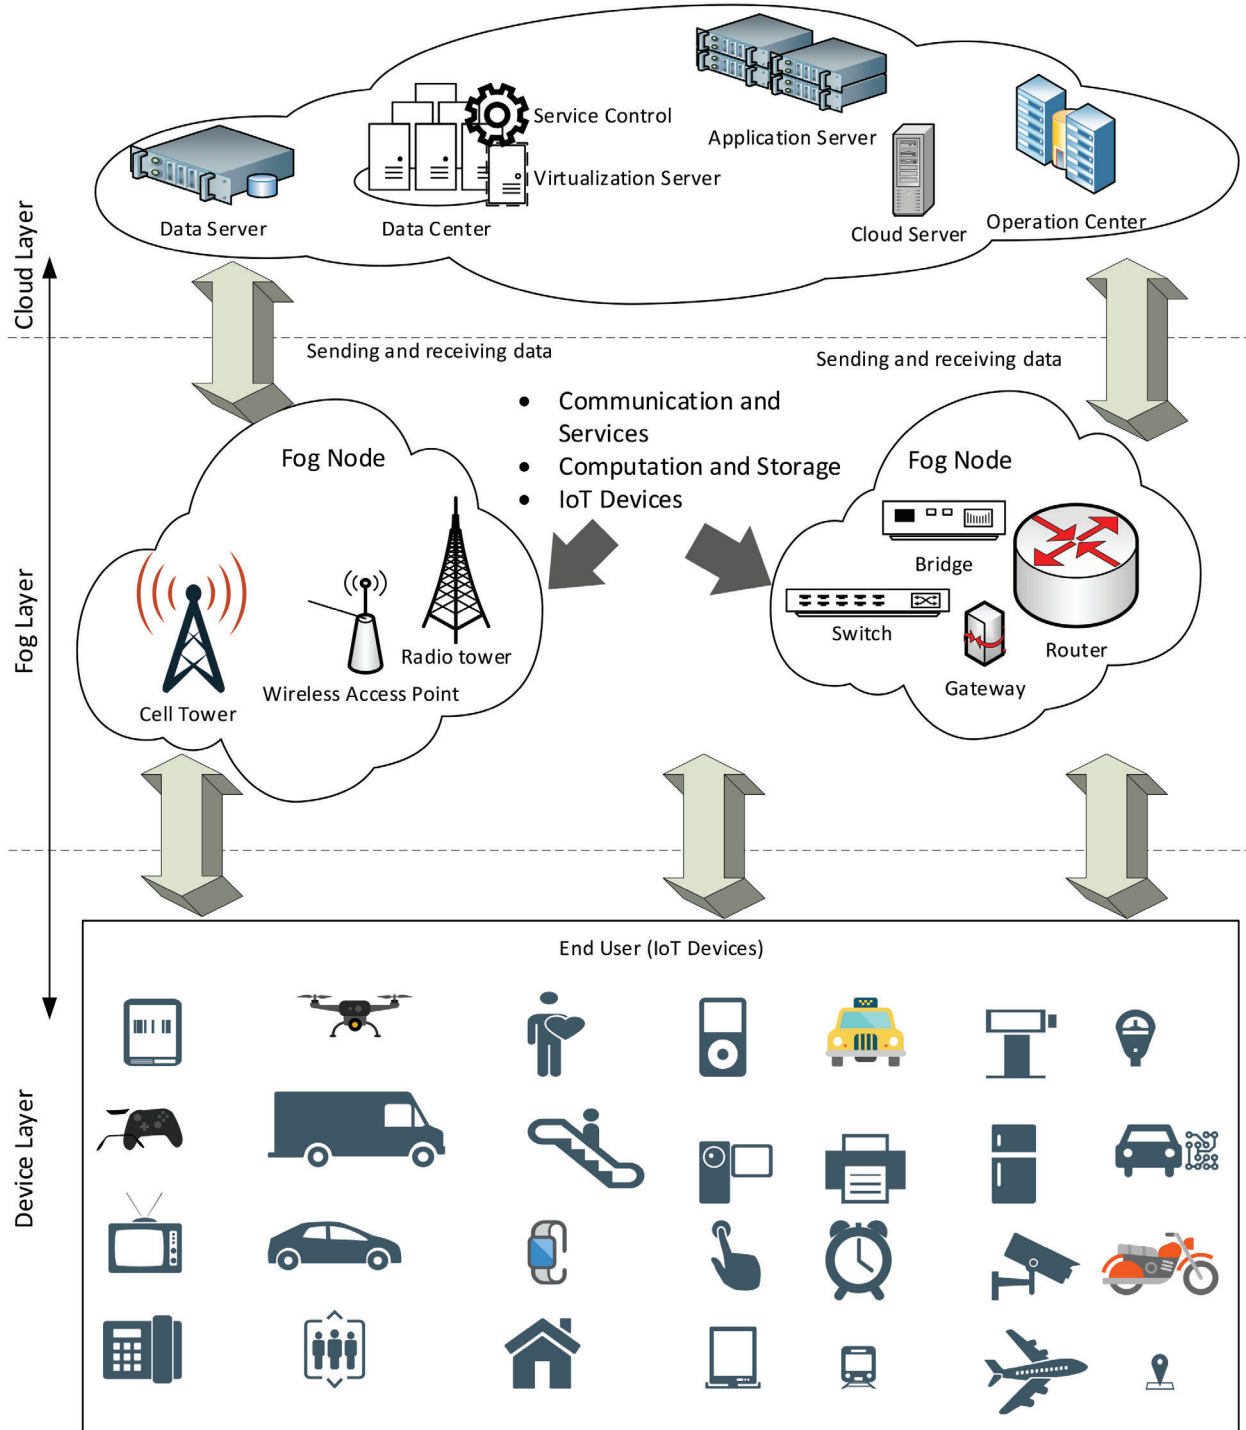 Service Control
Application Server
Virtualization Server
Data Server
Data Center
Cloud Server
Operation Center
Cloud Layer
Sending and receiving data
Sending and receiving data
• Communication and
Services
• Computation and Storage
• IoT Devices
Fog Node
Fog Node
Bridge
Switch
Router
Gateway
Radio tower
Wireless Access Point
Cell Tower
Fog Layer
End User (IoT Devices)
Device Layer